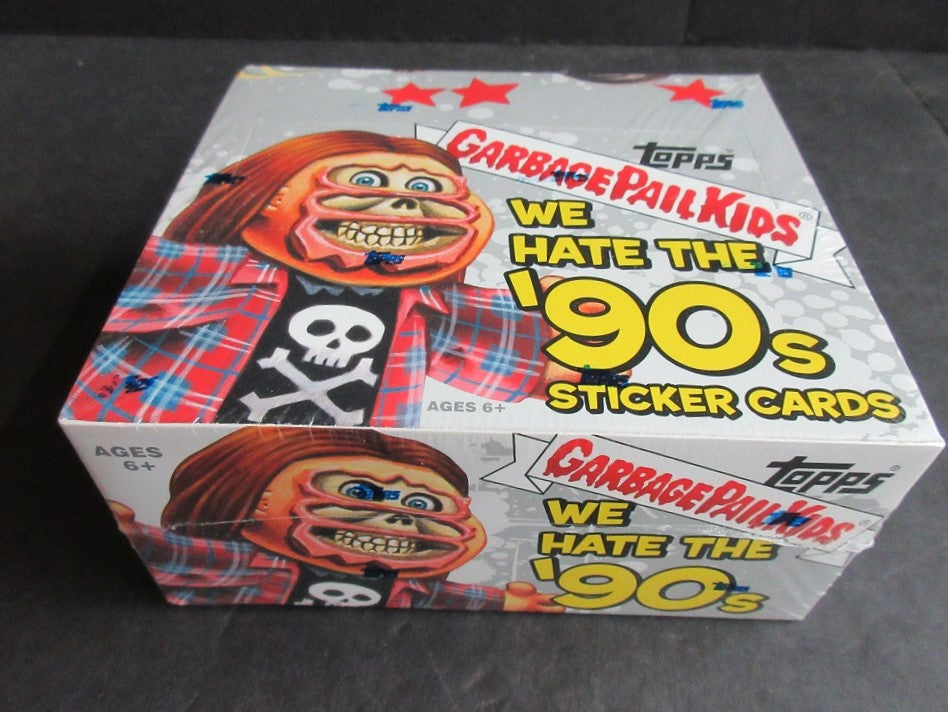 TOPPS
GARBAGE PAIL KIDS®
WE
HATE THE
'90s
STICKER CARDS
AGES 6+
AGES
6+
TOPPS®
GARBAGE PAIL KIDS®
WE
HATE THE
'90s